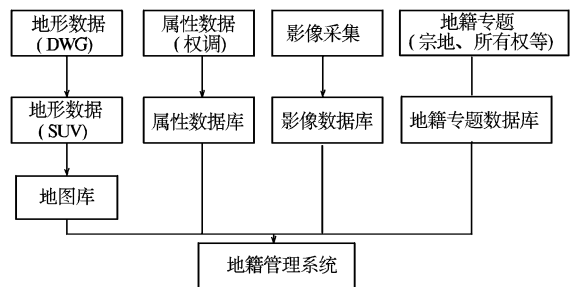 地形数据
(DWG)
属性数据
(权调)
影像采集
地籍专题
(宗地、所有权等)
地形数据
(SUV)
属性数据库
影像数据库
地籍专题数据库
地图库
地籍管理系统